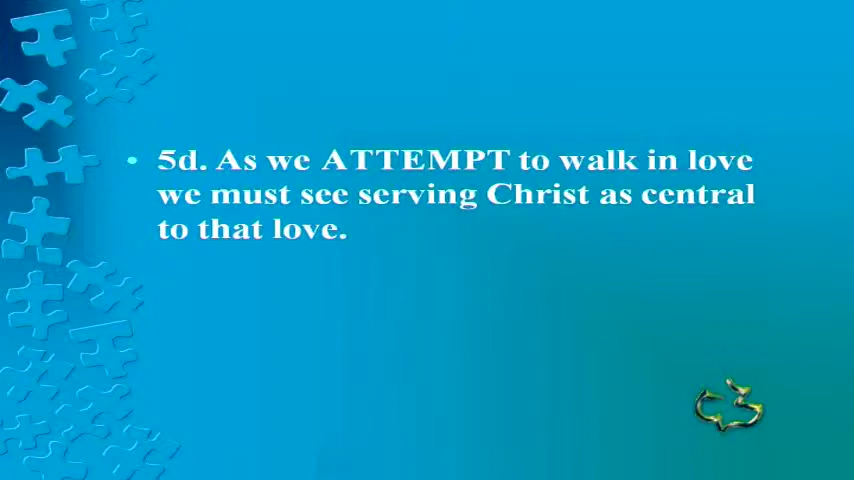 • 5d. As we ATTEMPT to walk in love
we must see serving Christ as central
to that love.